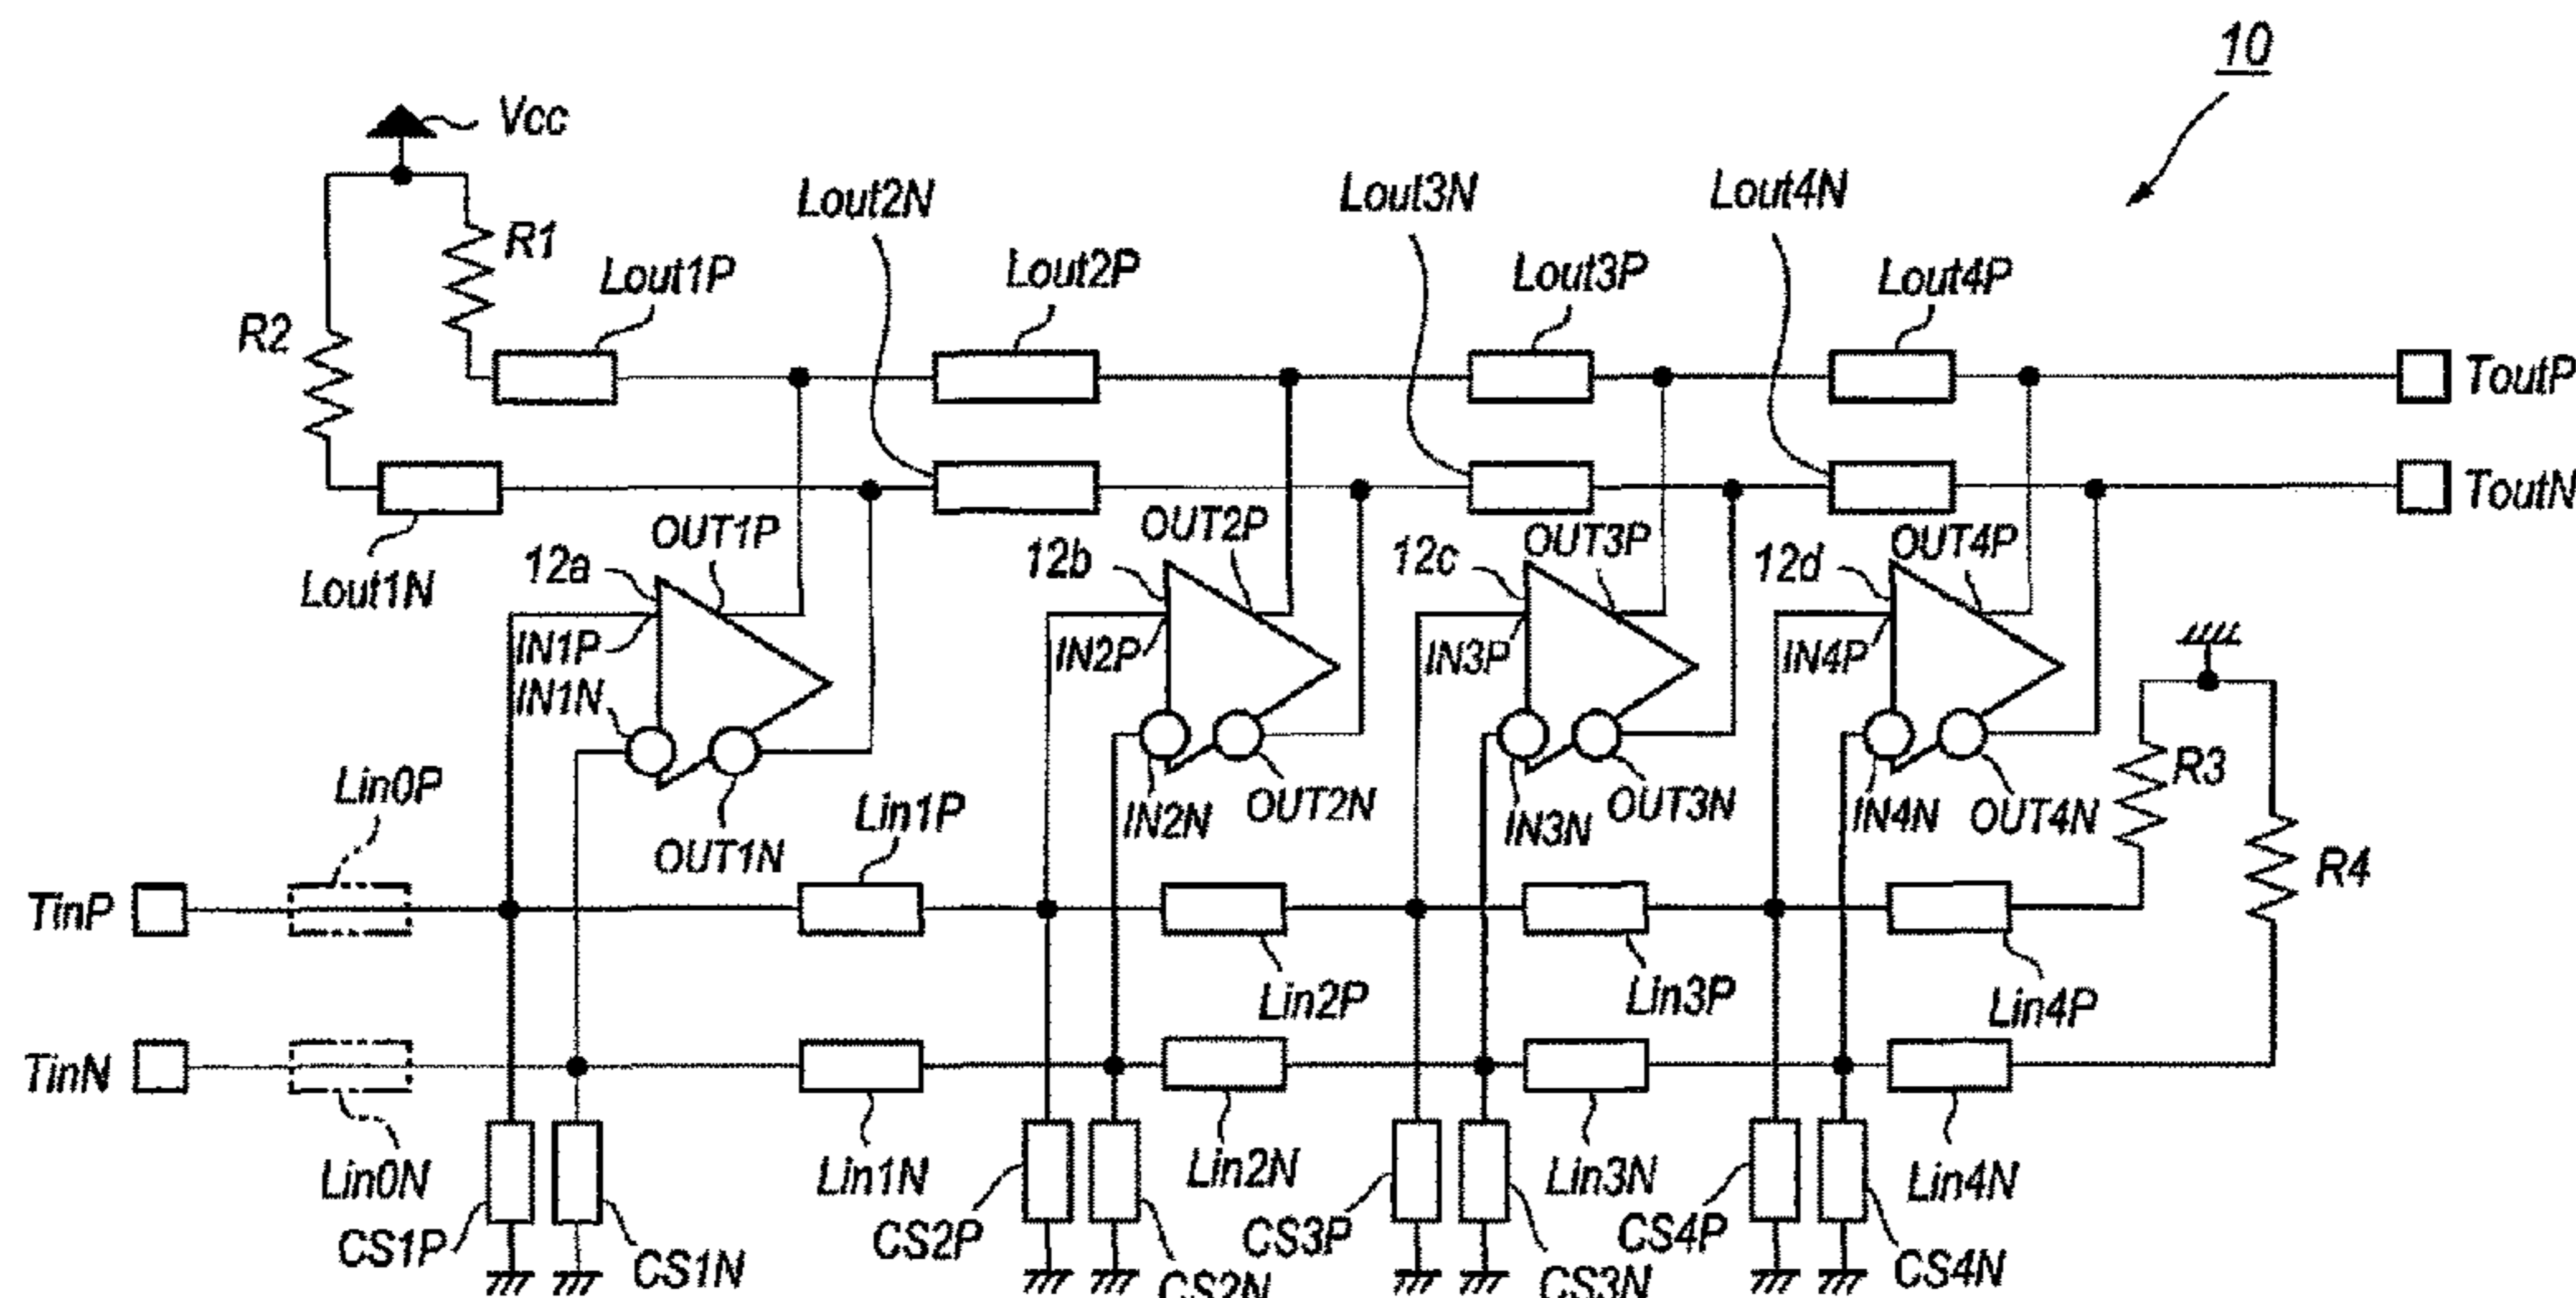 10
Vcc
Lout2N
Lout3N
Lout4N
R1
Lout1P
Lout2P
Lout3P
Lout4P
R2
ToutP
ToutN
Lout1N
12a
OUT1P
12b
OUT2P
12c
OUT3P
12d
OUT4P
IN1P
IN2P
IN3P
IN4P
IN1N
Lin0P
Lin1P
OUT1N
IN2N
OUT2N
IN3N
OUT3N
IN4N
OUT4N
R3
R4
TinP
Lin2P
Lin3P
Lin4P
TinN
Lin0N
Lin1N
Lin2N
Lin3N
Lin4N
CS1P
CS1N
CS2P
CS2N
CS3P
CS3N
CS4P
CS4N